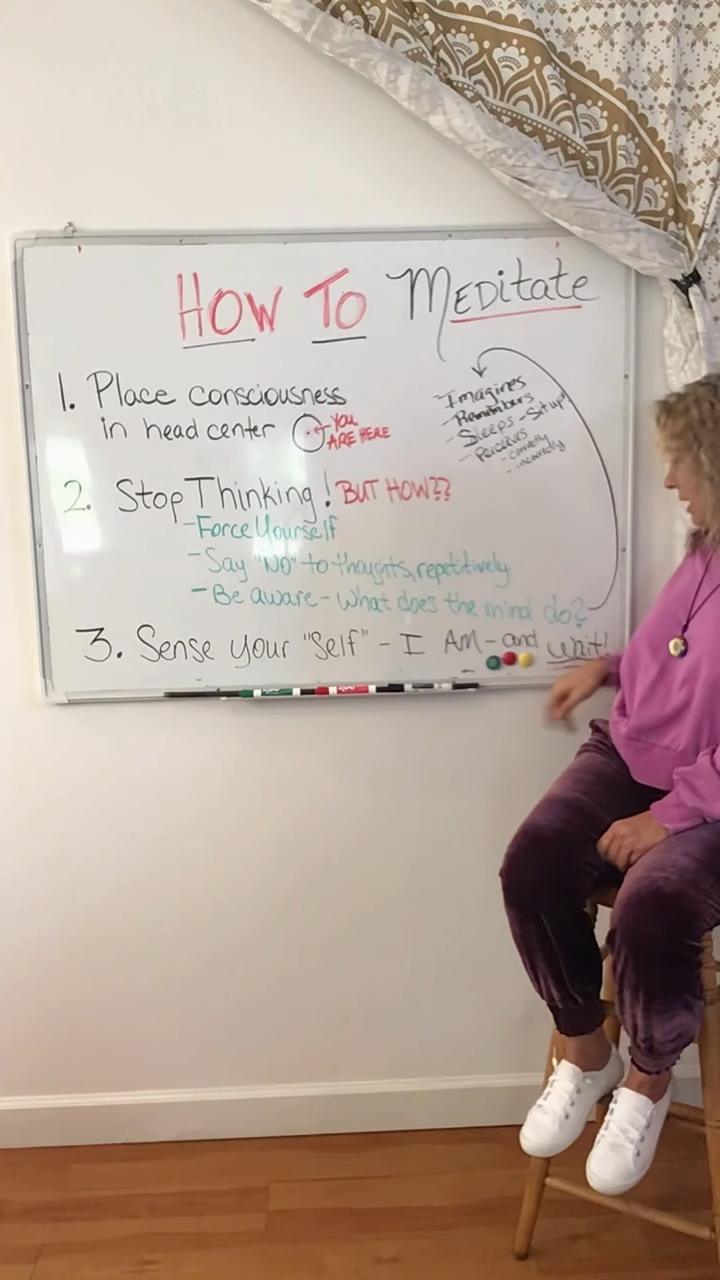 HOW TO MEDitate
1. Place consciousness
in head center
YOU
ARE HERE
Imagines
- Remembers
- Sleeps - Sit up!
- Perceives
- correctly
- incorrectly
2. Stop Thinking! BUT HOW??
- Force Yourself
- Say "No" to thoughts, repetitively
- Be aware - What does the mind do?
3. Sense your "Self" - I AM - and wait!